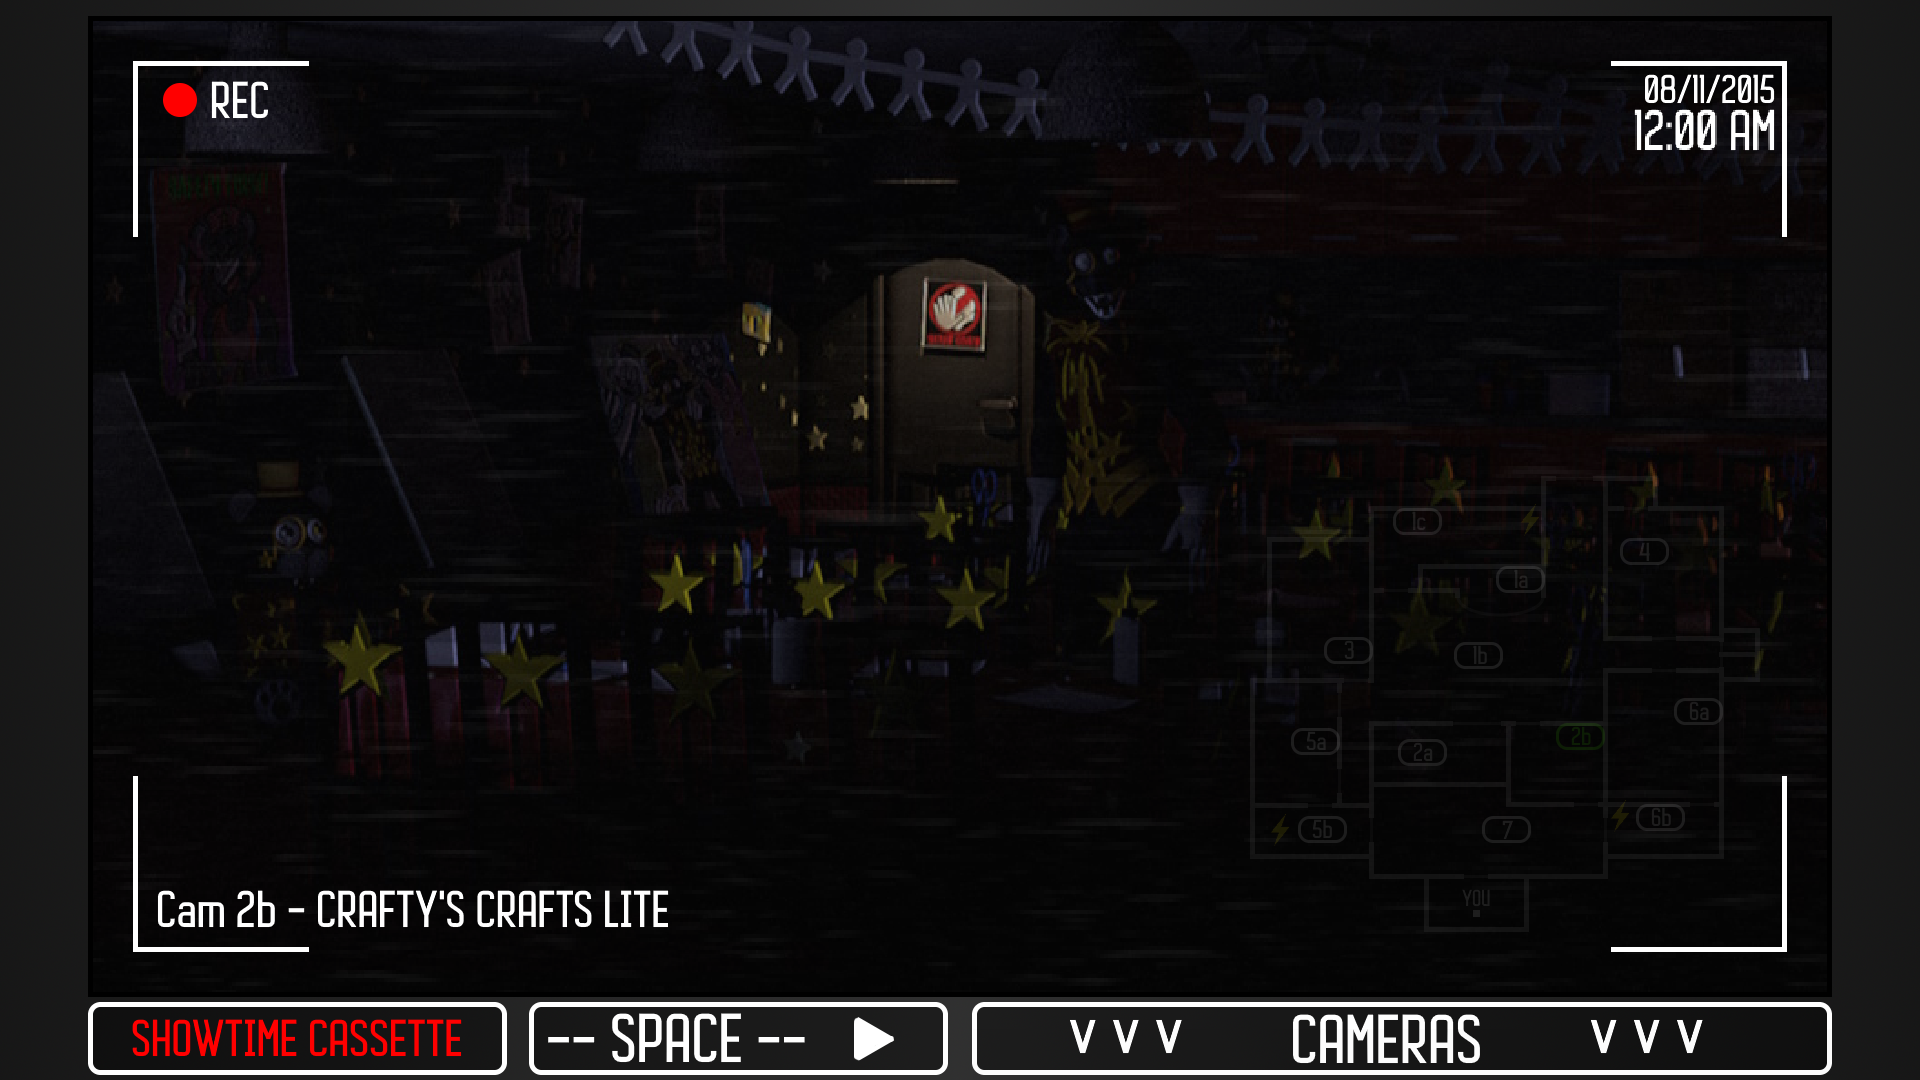 REC
08/11/2015
12:00 AM
1c
4
1a
3
1b
6a
5a
2a
2b
5b
7
6b
YOU
Cam 2b - CRAFTY'S CRAFTS LITE
SHOWTIME CASSETTE
-- SPACE --
V V V CAMERAS V V V